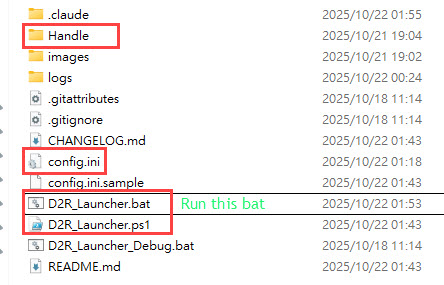 .claude 2025/10/22 01:55
Handle 2025/10/21 19:04
images 2025/10/21 19:02
logs 2025/10/22 00:24
.gitattributes 2025/10/18 11:14
.gitignore 2025/10/18 11:14
CHANGELOG.md 2025/10/22 01:43
config.ini 2025/10/22 01:18
config.ini.sample 2025/10/22 01:43
D2R_Launcher.bat Run this bat 2025/10/22 01:53
D2R_Launcher.ps1 2025/10/22 01:43
D2R_Launcher_Debug.bat 2025/10/18 11:14
README.md 2025/10/22 01:43